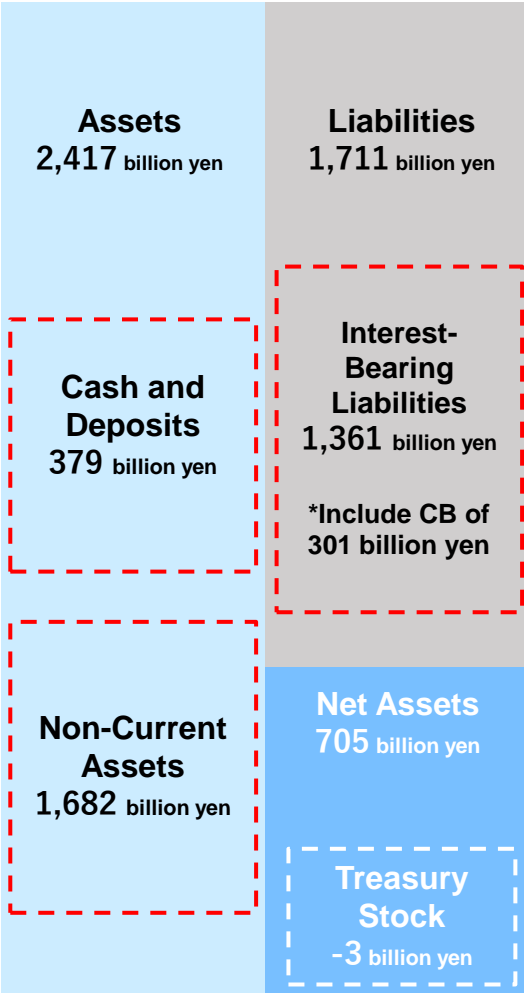 Assets
2,417 billion yen
Cash and
Deposits
379 billion yen
Non-Current
Assets
1,682 billion yen
Liabilities
1,711 billion yen
Interest-
Bearing
Liabilities
1,361 billion yen
*Include CB of
301 billion yen
Net Assets
705 billion yen
Treasury
Stock
-3 billion yen